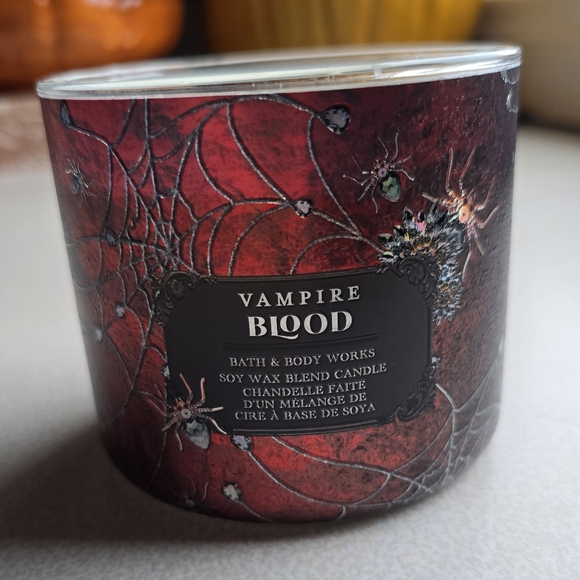 VAMPIRE
BLOOD
BATH & BODY WORKS
SOY WAX BLEND CANDLE
CHANDELLE FAITE
D'UN MÉLANGE DE
CIRE À BASE DE SOYA